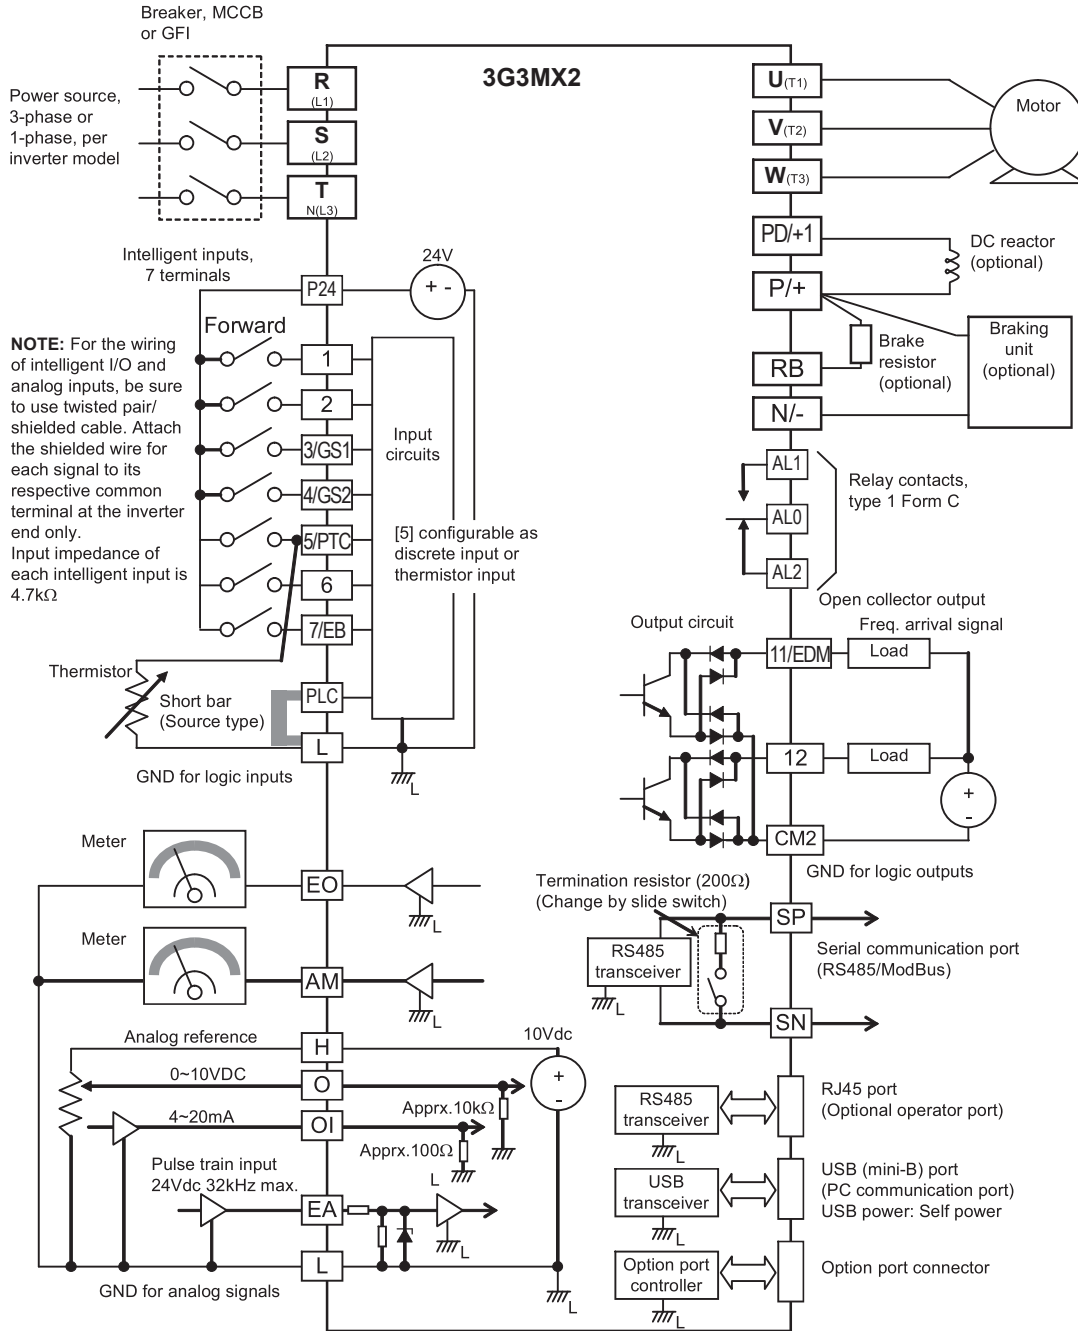 Breaker, MCCB
or GFI
3G3MX2
Power source,
3-phase or
1-phase, per
inverter model
R
(L1)
S
(L2)
T
N(L3)
U(T1)
V(T2)
W(T3)
Motor
PD/+1
DC reactor
(optional)
P/+
Brake
resistor
(optional)
Braking
unit
(optional)
RB
N/-
Intelligent inputs,
7 terminals
P24
24V
+ -
Forward
NOTE: For the wiring
of intelligent I/O and
analog inputs, be sure
to use twisted pair/
shielded cable. Attach
the shielded wire for
each signal to its
respective common
terminal at the inverter
end only.
Input impedance of
each intelligent input is
4.7kΩ
1
2
3/GS1
4/GS2
5/PTC
6
7/EB
Input
circuits
[5] configurable as
discrete input or
thermistor input
AL1
AL0
AL2
Relay contacts,
type 1 Form C
Thermistor
Short bar
(Source type)
PLC
L
GND for logic inputs
L
Open collector output
Output circuit
Freq. arrival signal
11/EDM
Load
12
Load
+
-
CM2
GND for logic outputs
Meter
EO
L
Meter
AM
L
Termination resistor (200Ω)
(Change by slide switch)
SP
RS485
transceiver
L
Serial communication port
(RS485/ModBus)
SN
Analog reference
H
10Vdc
+
-
0~10VDC
O
Apprx.10kΩ
4~20mA
OI
Apprx.100Ω
L
Pulse train input
24Vdc 32kHz max.
EA
L
L
GND for analog signals
L
RS485
transceiver
L
RJ45 port
(Optional operator port)
USB
transceiver
L
USB (mini-B) port
(PC communication port)
USB power: Self power
Option port
controller
L
Option port connector